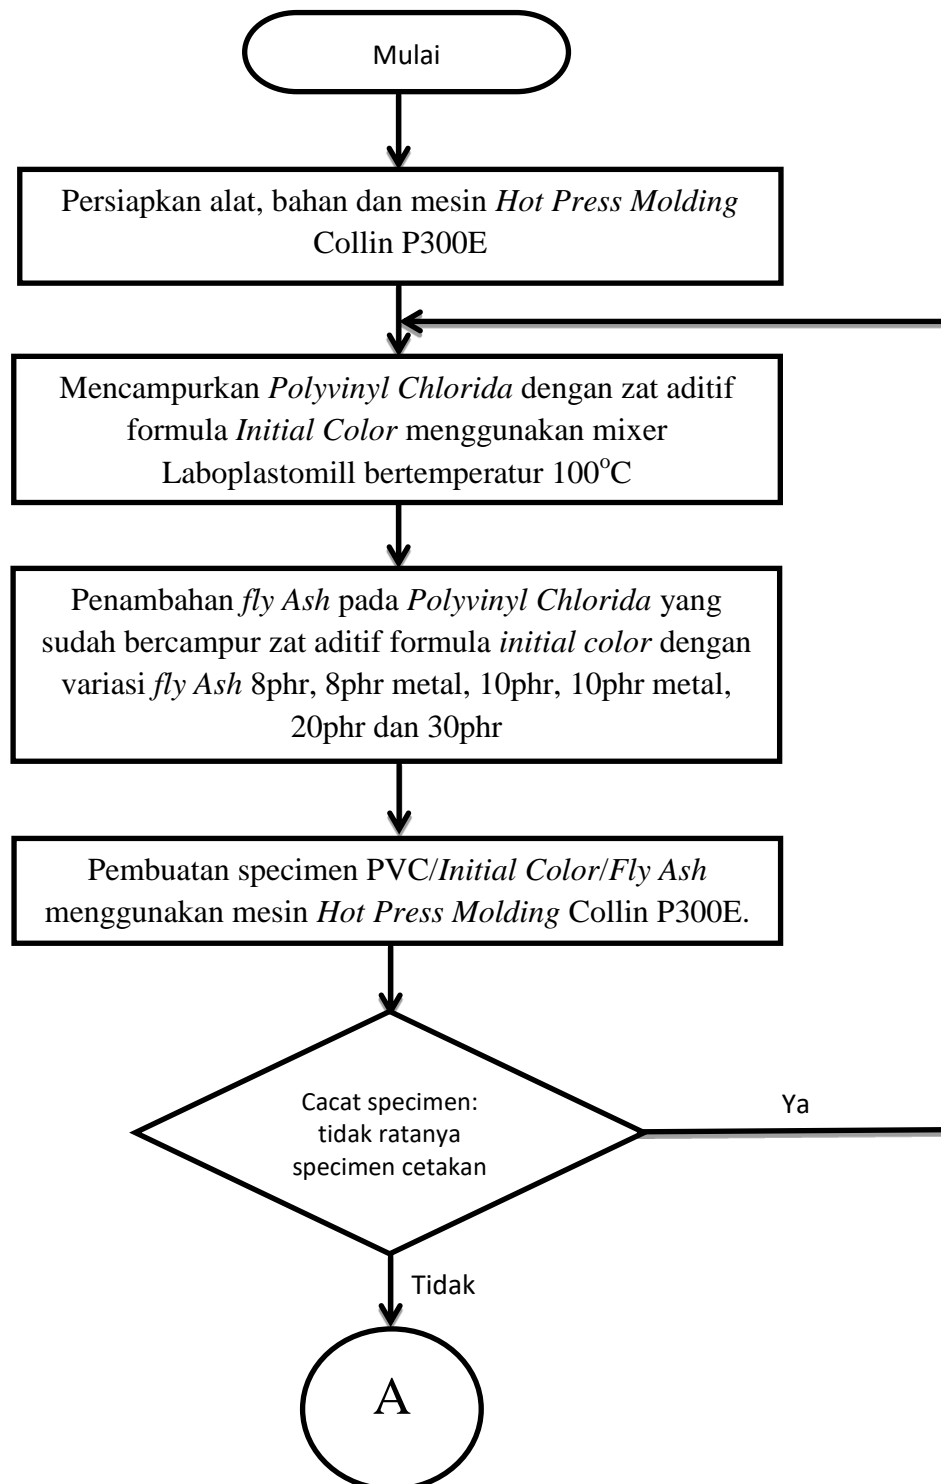 Mulai
Persiapkan alat, bahan dan mesin Hot Press Molding
Collin P300E
Mencampurkan Polyvinyl Chlorida dengan zat aditif
formula Initial Color menggunakan mixer
Laboplastomill bertemperatur 100°C
Penambahan fly Ash pada Polyvinyl Chlorida yang
sudah bercampur zat aditif formula initial color dengan
variasi fly Ash 8phr, 8phr metal, 10phr, 10phr metal,
20phr dan 30phr
Pembuatan specimen PVC/Initial Color/Fly Ash
menggunakan mesin Hot Press Molding Collin P300E.
Cacat specimen:
tidak ratanya
specimen cetakan
Ya
Tidak
A